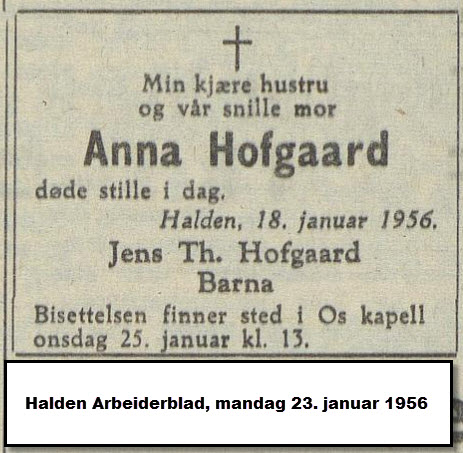 Min kjære hustru
og vår snille mor
Anna Hofgaard
døde stille i dag.
Halden, 18. januar 1956.
Jens Th. Hofgaard
Barna
Bisettelsen finner sted i Os kapell
onsdag 25. januar kl. 13.
Halden Arbeiderblad, mandag 23. januar 1956